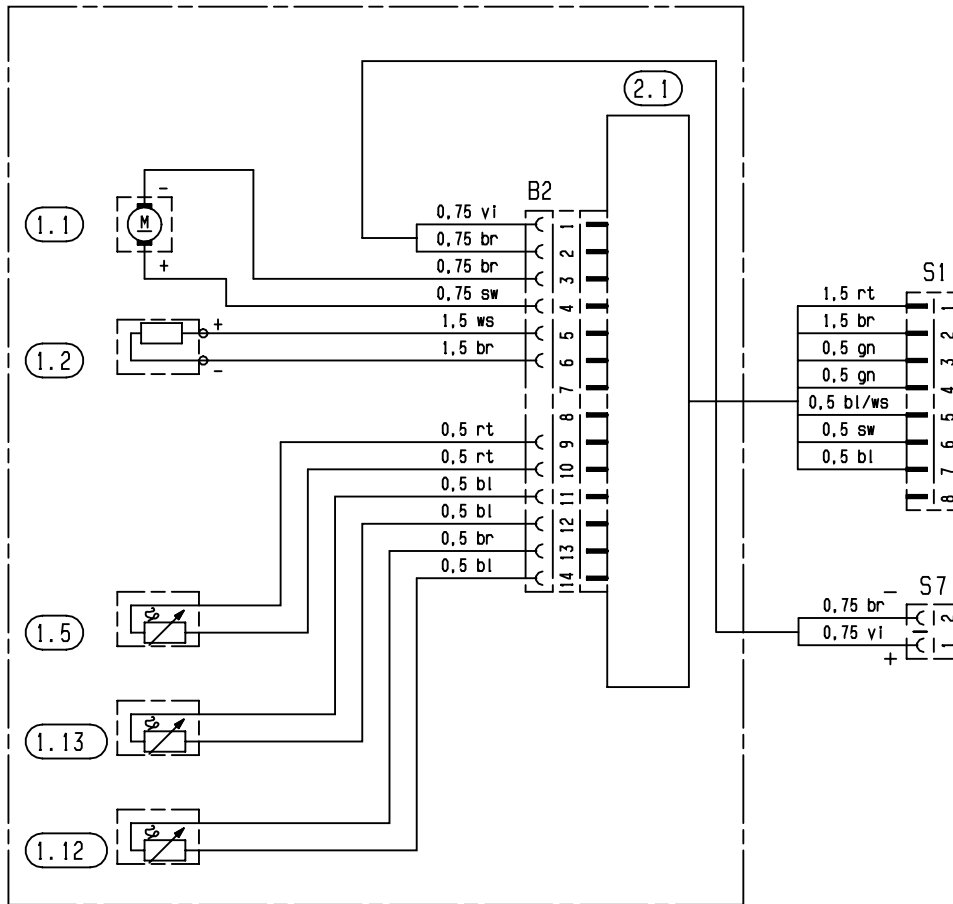 2.1
B2
1.1
M
-
+
0,75 vi
0,75 br
0,75 br
0,75 sw
1,5 ws
1,5 br
0,5 rt
0,5 rt
0,5 bl
0,5 bl
0,5 br
0,5 bl
1
2
3
4
5
6
7
8
9
10
11
12
13
14
1.2
+
-
1.5
1.13
1.12
S1
1,5 rt
1,5 br
0,5 gn
0,5 gn
0,5 bl/ws
0,5 sw
0,5 bl
1
2
3
4
5
6
7
8
S7
-
0,75 br
0,75 vi
+
2
1